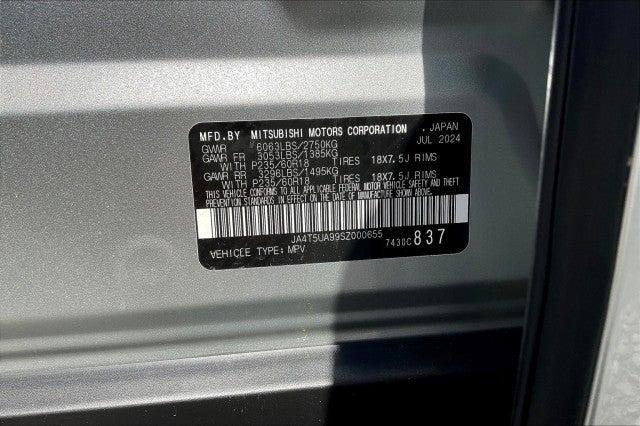 MFD.BY MITSUBISHI MOTORS CORPORATION . JAPAN
GWWR 6063LBS/2750KG JUL 2024
GAWR FR 3053LBS/1385KG
WITH P235/60R18 TIRES 18X7.5J RIMS
GAWR RR 3296LBS/1495KG
WITH P235/60R18 TIRES 18X7.5J RIMS
THIS VEHICLE CONFORMS TO ALL APPLICABLE FEDERAL MOTOR VEHICLE SAFETY AND THEFT
PREVENTION STANDARDS IN EFFECT ON THE DATE OF MANUFACTURE SHOWN ABOVE.
JA4T5UA99SZ000655 7430C 837
VEHICLE TYPE: MPV